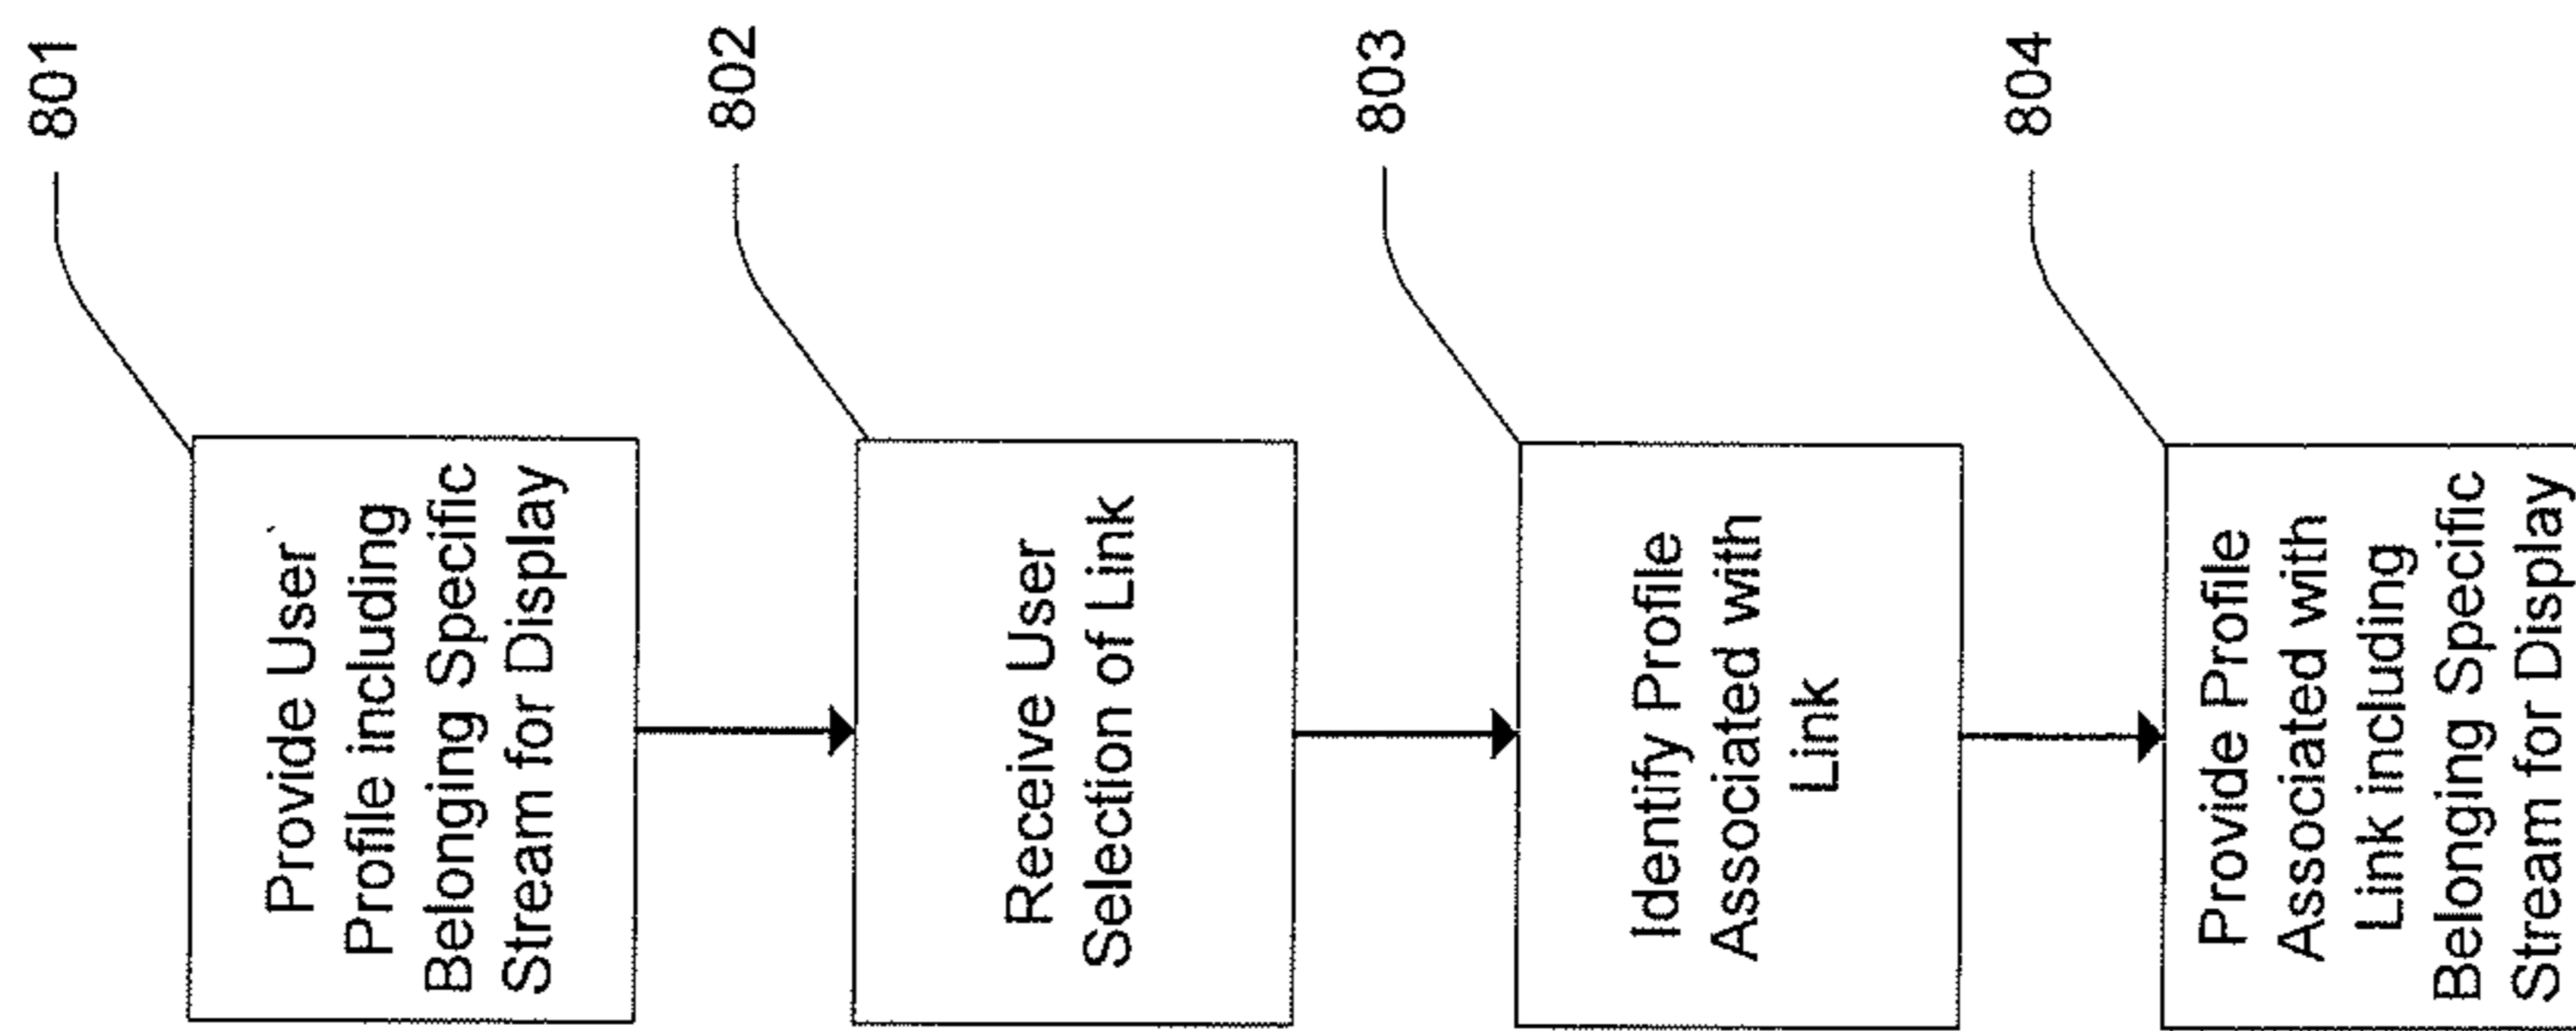 801
Provide User
Profile including
Belonging Specific
Stream for Display
802
Receive User
Selection of Link
803
Identify Profile
Associated with
Link
804
Provide Profile
Associated with
Link including
Belonging Specific
Stream for Display